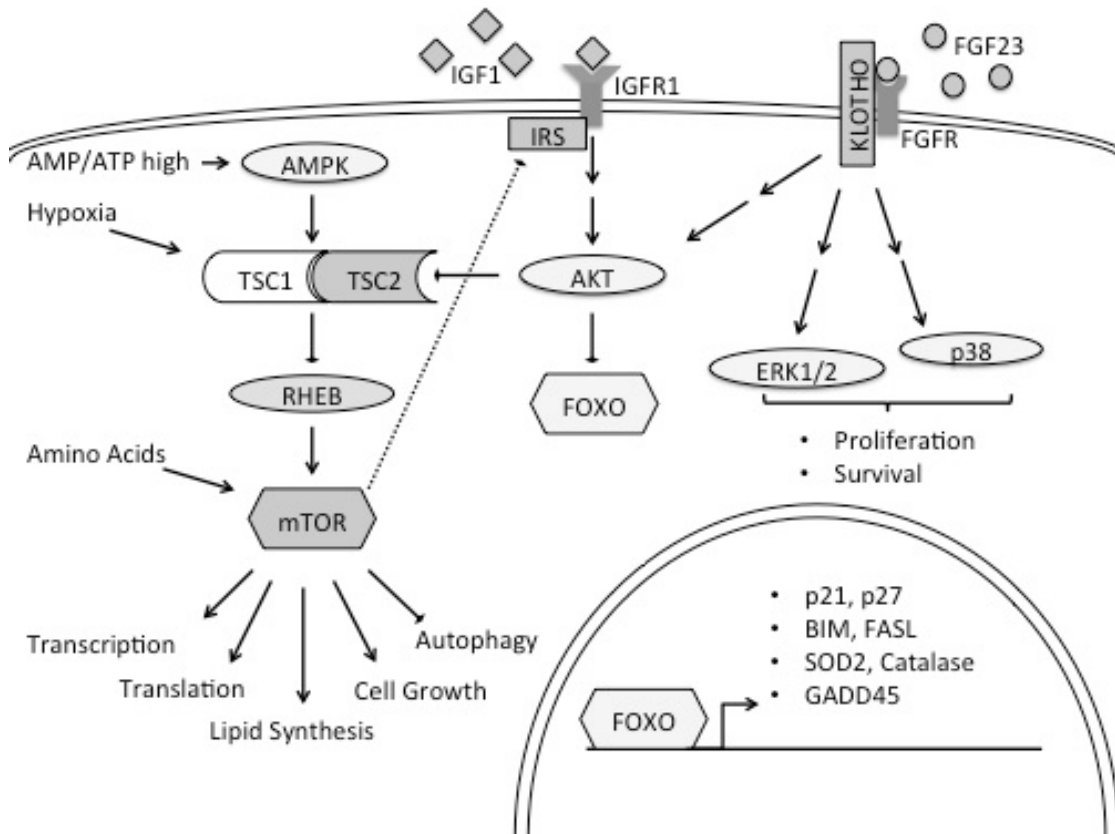 IGF1
IGFR1
FGF23
KLOTHO
FGFR
IRS
AMP/ATP high
AMPK
Hypoxia
TSC1
TSC2
AKT
RHEB
FOXO
ERK1/2
p38
Amino Acids
mTOR
• Proliferation
• Survival
Transcription
Translation
Lipid Synthesis
Cell Growth
Autophagy
• p21, p27
• BIM, FASL
• SOD2, Catalase
• GADD45
FOXO